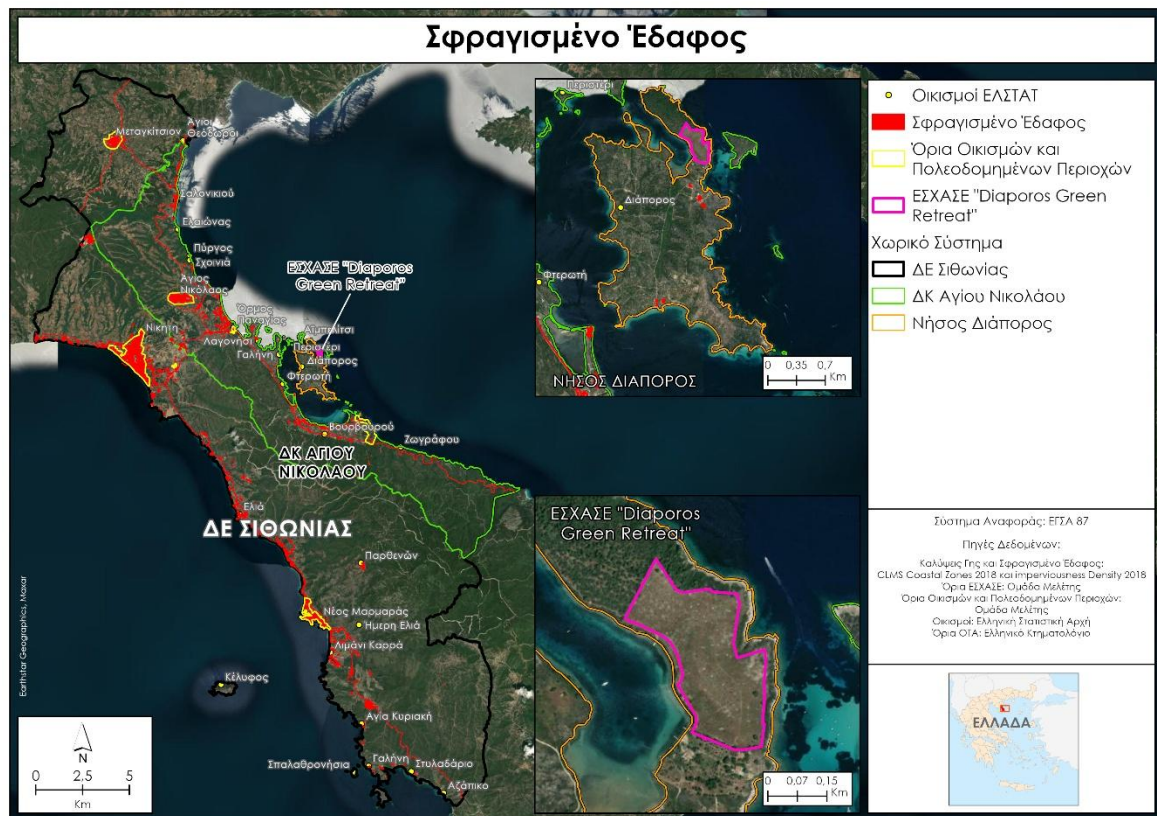 Σφραγισμένο Έδαφος
Μεταγκίτσιον
Άγιοι
Θεόδωροι
Σαλονικιού
Ελαιώνας
Πύργος
Σχοινιά
Άγιος
Νικόλαος
ΕΣΧΑΣΕ "Diaporos
Green Retreat"
Όρμος
Παναγίας
Λιμπελίτσι
Νικήτη
Λαγονήσι
Περιστέρι
Γαλήνη
Διάπορος
Φτερωτή
Βουρβουρού
Ζωγράφου
ΔΚ ΑΓΙΟΥ
ΝΙΚΟΛΑΟΥ
Ελιά
ΔΕ ΣΙΘΩΝΙΑΣ
Παρθενών
Νέος Μαρμαράς
Ήμερη Ελιά
Λιμάνι Καρρά
Κέλυφος
Αγία Κυριακή
Σπαλαθρονήσια
Γαλήνη
Στυλαδάριο
Αζάπικο
Earthstar Geographics, Maxar
N
0 2.5 5
Km
Περιστέρι
Διάπορος
Φτερωτή
ΝΗΣΟΣ ΔΙΑΠΟΡΟΣ
0 0,35 0,7
Km
ΕΣΧΑΣΕ "Diaporos
Green Retreat"
0 0,07 0,15
Km
Οικισμοί ΕΛΣΤΑΤ
Σφραγισμένο Έδαφος
Όρια Οικισμών και
Πολεοδομημένων Περιοχών
ΕΣΧΑΣΕ "Diaporos Green
Retreat"
Χωρικό Σύστημα
ΔΕ Σιθωνίας
ΔΚ Αγίου Νικολάου
Νήσος Διάπορος
Σύστημα Αναφοράς: ΕΓΣΑ 87
Πηγές Δεδομένων:
Καλύψεις Γης και Σφραγισμένο Έδαφος:
CLMS Coastal Zones 2018 και Imperviousness Density 2018
Όρια ΕΣΧΑΣΕ: Ομάδα Μελέτης
Όρια Οικισμών και Πολεοδομημένων Περιοχών:
Ομάδα Μελέτης
Οικισμοί: Ελληνική Στατιστική Αρχή
Όρια ΟΤΑ: Ελληνικό Κτηματολόγιο
ΕΛΛΑΔΑ